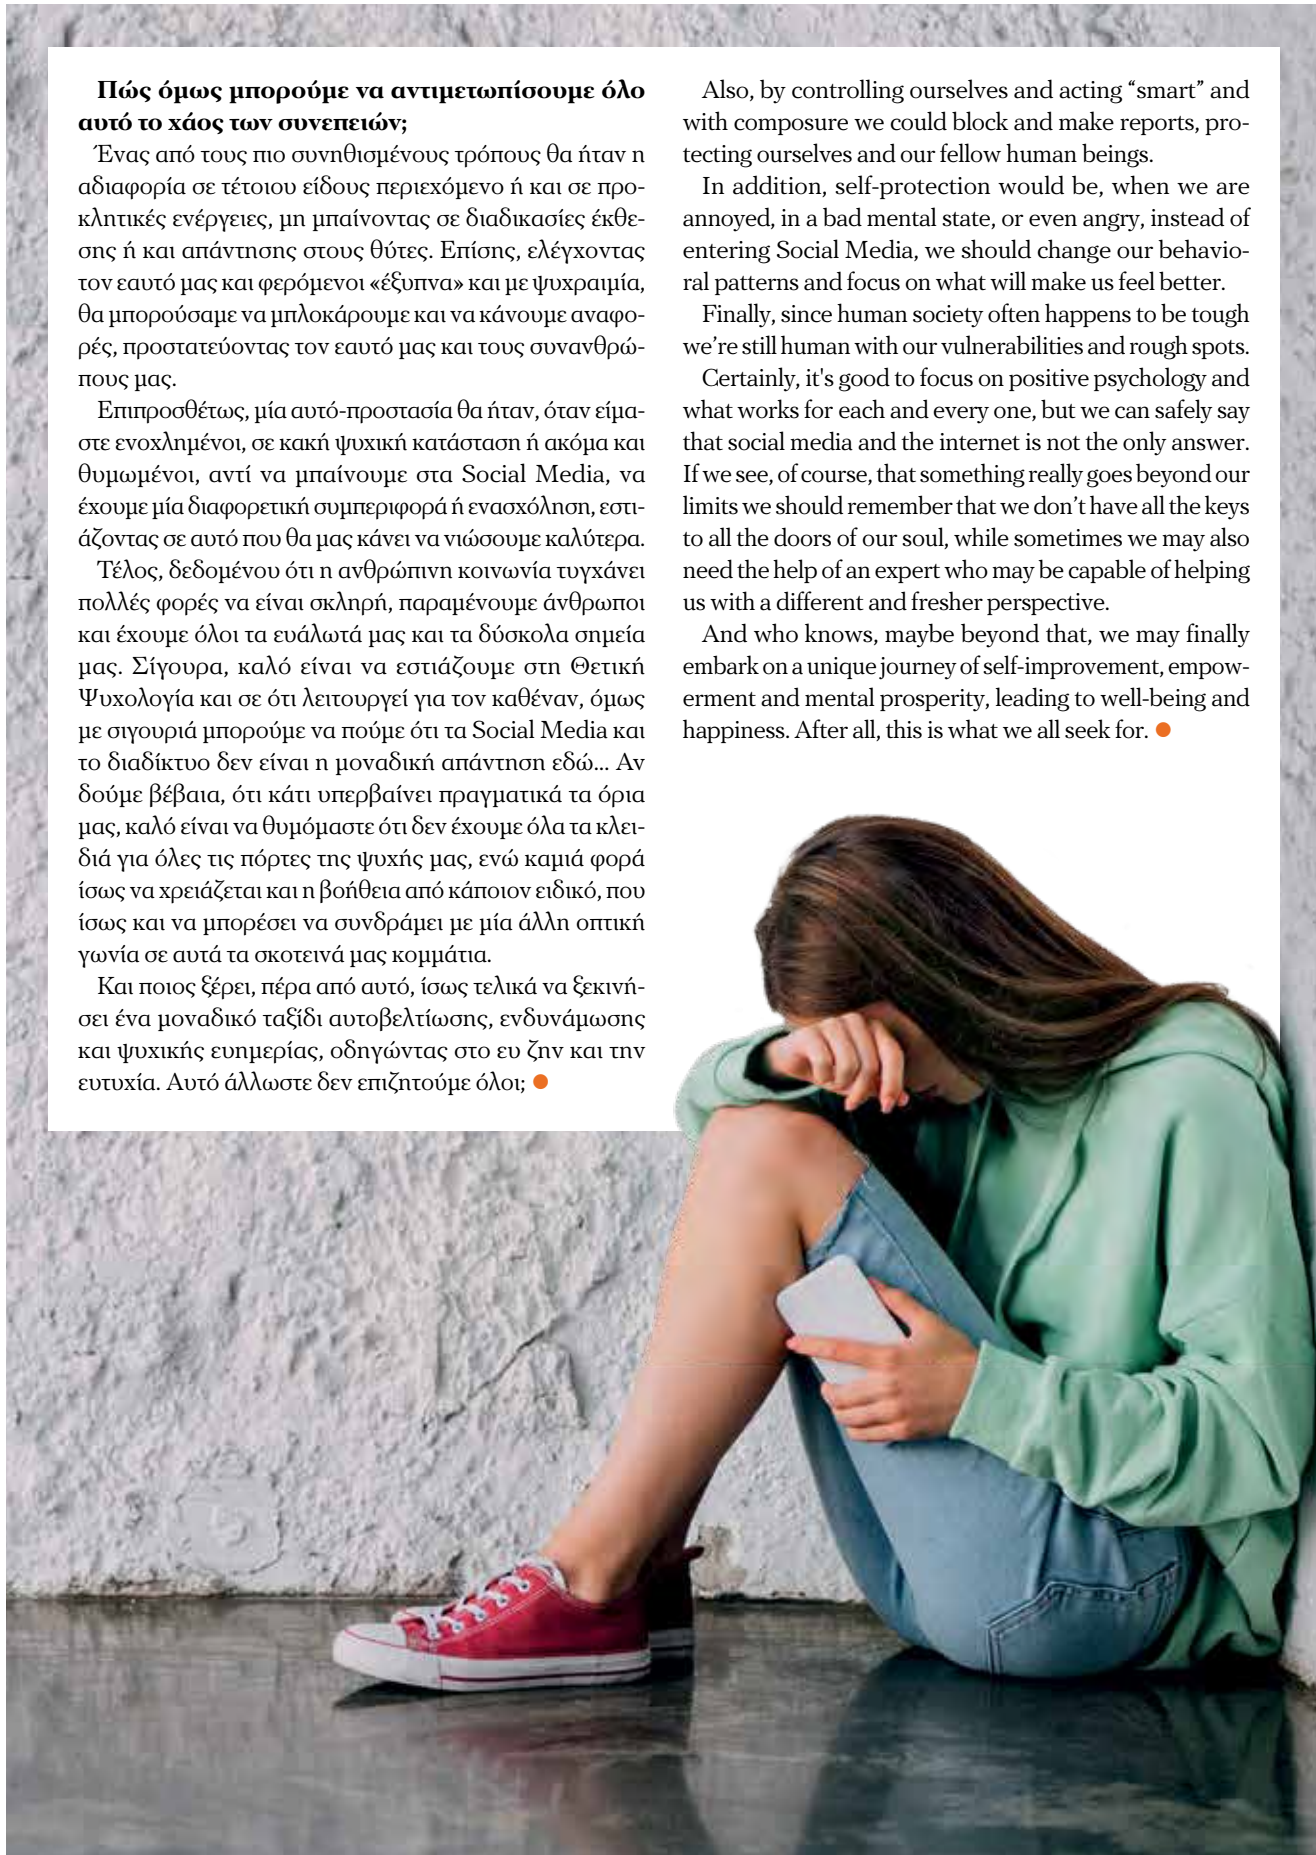 Πώς όμως μπορούμε να αντιμετωπίσουμε όλο
αυτό το χάος των συνεπειών;
Ένας από τους πιο συνηθισμένους τρόπους θα ήταν η
αδιαφορία σε τέτοιου είδους περιεχόμενο ή και σε προ-
κλητικές ενέργειες, μη μπαίνοντας σε διαδικασίες έκθε-
σης ή και απάντησης στους θύτες. Επίσης, ελέγχοντας
τον εαυτό μας και φερόμενοι «έξυπνα» και με ψυχραιμία,
θα μπορούσαμε να μπλοκάρουμε και να κάνουμε αναφο-
ρές, προστατεύοντας τον εαυτό μας και τους συνανθρώ-
πους μας.
Επιπροσθέτως, μία αυτό-προστασία θα ήταν, όταν είμα-
στε ενοχλημένοι, σε κακή ψυχική κατάσταση ή ακόμα και
θυμωμένοι, αντί να μπαίνουμε στα Social Media, να
έχουμε μία διαφορετική συμπεριφορά ή ενασχόληση, εστι-
άζοντας σε αυτό που θα μας κάνει να νιώσουμε καλύτερα.
Τέλος, δεδομένου ότι η ανθρώπινη κοινωνία τυγχάνει
πολλές φορές να είναι σκληρή, παραμένουμε άνθρωποι
και έχουμε όλοι τα ευάλωτά μας και τα δύσκολα σημεία
μας. Σίγουρα, καλό είναι να εστιάζουμε στη Θετική
Ψυχολογία και σε ότι λειτουργεί για τον καθέναν, όμως
με σιγουριά μπορούμε να πούμε ότι τα Social Media και
το διαδίκτυο δεν είναι η μοναδική απάντηση εδώ... Αν
δούμε βέβαια, ότι κάτι υπερβαίνει πραγματικά τα όρια
μας, καλό είναι να θυμόμαστε ότι δεν έχουμε όλα τα κλει-
διά για όλες τις πόρτες της ψυχής μας, ενώ καμιά φορά
ίσως να χρειάζεται και η βοήθεια από κάποιον ειδικό, που
ίσως και να μπορέσει να συνδράμει με μία άλλη οπτική
γωνία σε αυτά τα σκοτεινά μας κομμάτια.
Και ποιος ξέρει, πέρα από αυτό, ίσως τελικά να ξεκινή-
σει ένα μοναδικό ταξίδι αυτοβελτίωσης, ενδυνάμωσης
και ψυχικής ευημερίας, οδηγώντας στο ευ ζην και την
ευτυχία. Αυτό άλλωστε δεν επιζητούμε όλοι;
Also, by controlling ourselves and acting “smart” and
with composure we could block and make reports, pro-
tecting ourselves and our fellow human beings.
In addition, self-protection would be, when we are
annoyed, in a bad mental state, or even angry, instead of
entering Social Media, we should change our behavio-
ral patterns and focus on what will make us feel better.
Finally, since human society often happens to be tough
we’re still human with our vulnerabilities and rough spots.
Certainly, it's good to focus on positive psychology and
what works for each and every one, but we can safely say
that social media and the internet is not the only answer.
If we see, of course, that something really goes beyond our
limits we should remember that we don’t have all the keys
to all the doors of our soul, while sometimes we may also
need the help of an expert who may be capable of helping
us with a different and fresher perspective.
And who knows, maybe beyond that, we may finally
embark on a unique journey of self-improvement, empow-
erment and mental prosperity, leading to well-being and
happiness. After all, this is what we all seek for.